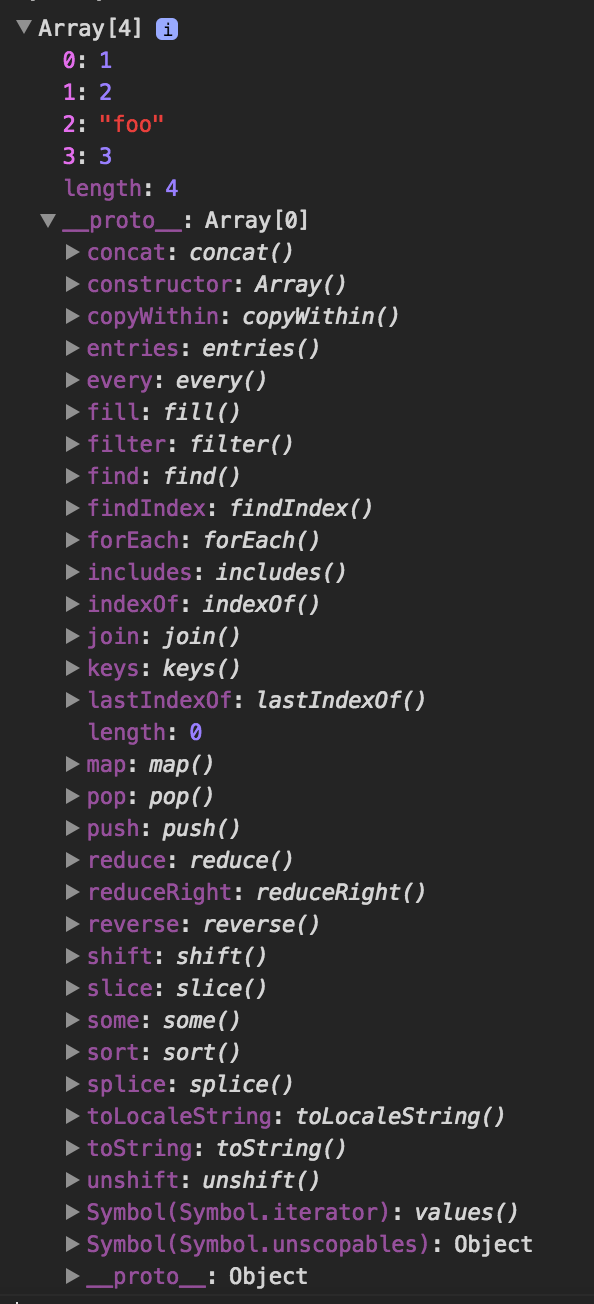 Array[4] i
0: 1
1: 2
2: "foo"
3: 3
length: 4
__proto__: Array[0]
concat: concat()
constructor: Array()
copyWithin: copyWithin()
entries: entries()
every: every()
fill: fill()
filter: filter()
find: find()
findIndex: findIndex()
forEach: forEach()
includes: includes()
indexOf: indexOf()
join: join()
keys: keys()
lastIndexOf: lastIndexOf()
length: 0
map: map()
pop: pop()
push: push()
reduce: reduce()
reduceRight: reduceRight()
reverse: reverse()
shift: shift()
slice: slice()
some: some()
sort: sort()
splice: splice()
toLocaleString: toLocaleString()
toString: toString()
unshift: unshift()
Symbol(Symbol.iterator): values()
Symbol(Symbol.unscopables): Object
__proto__: Object